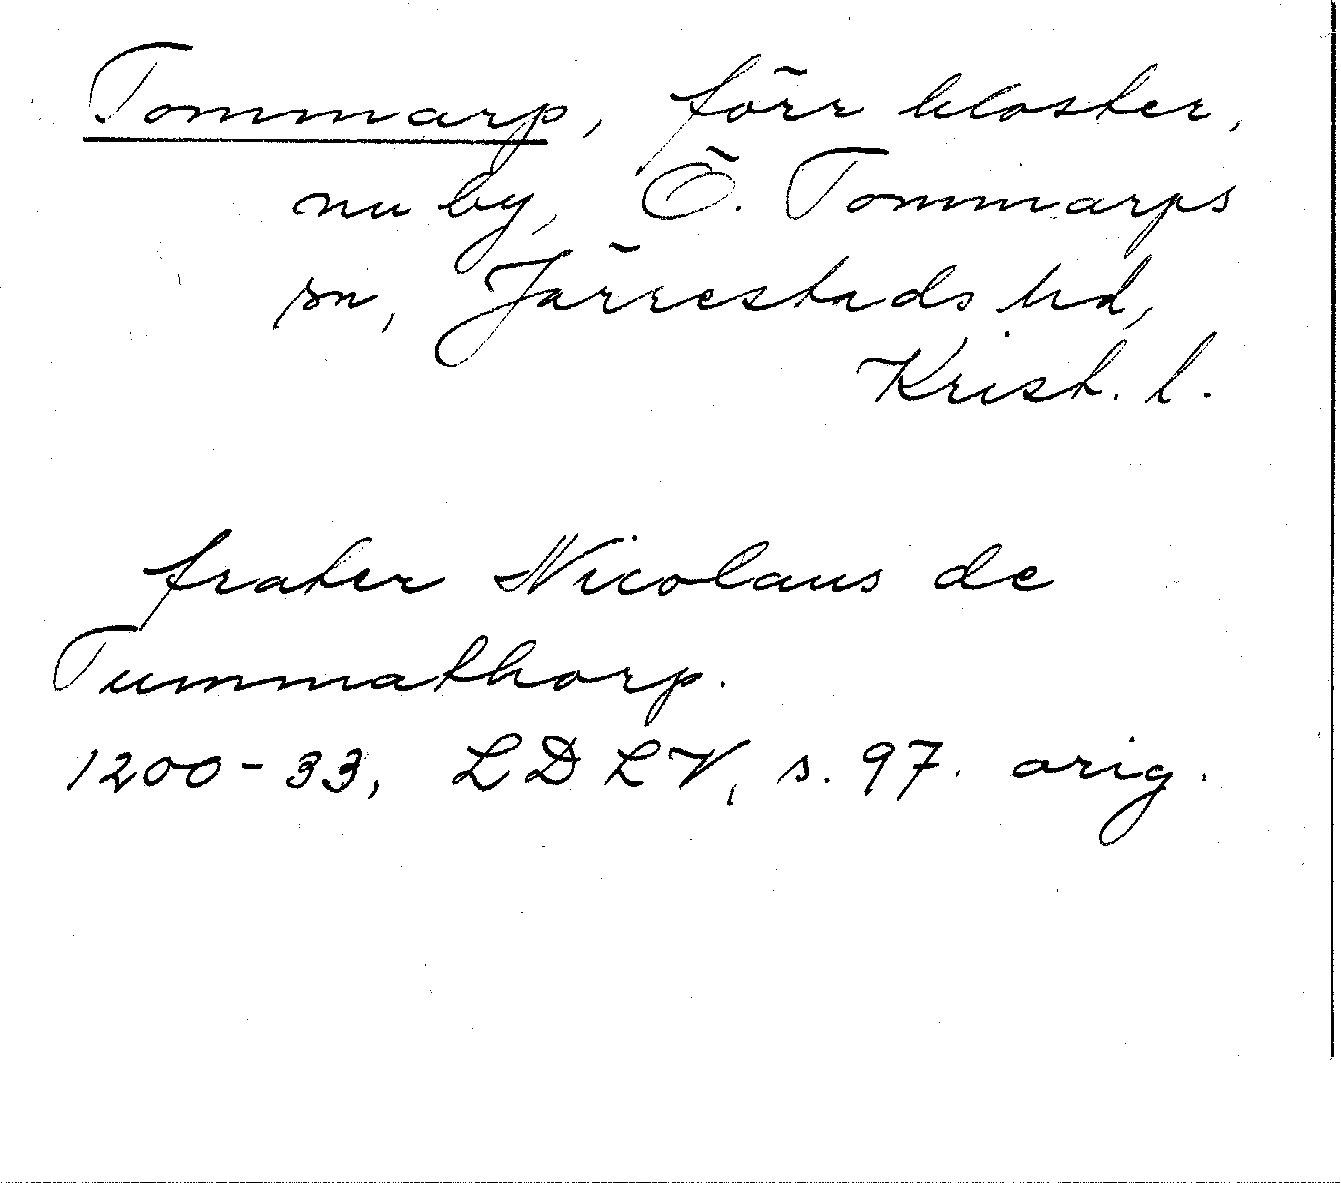 Tommarp, förr kloster,
nu by, Ö. Tommarps
sn, Järrestads hd,
Krist. l.
frater Nicolaus de
Tummathorp.
1200-33, LDLV, s. 97. orig.